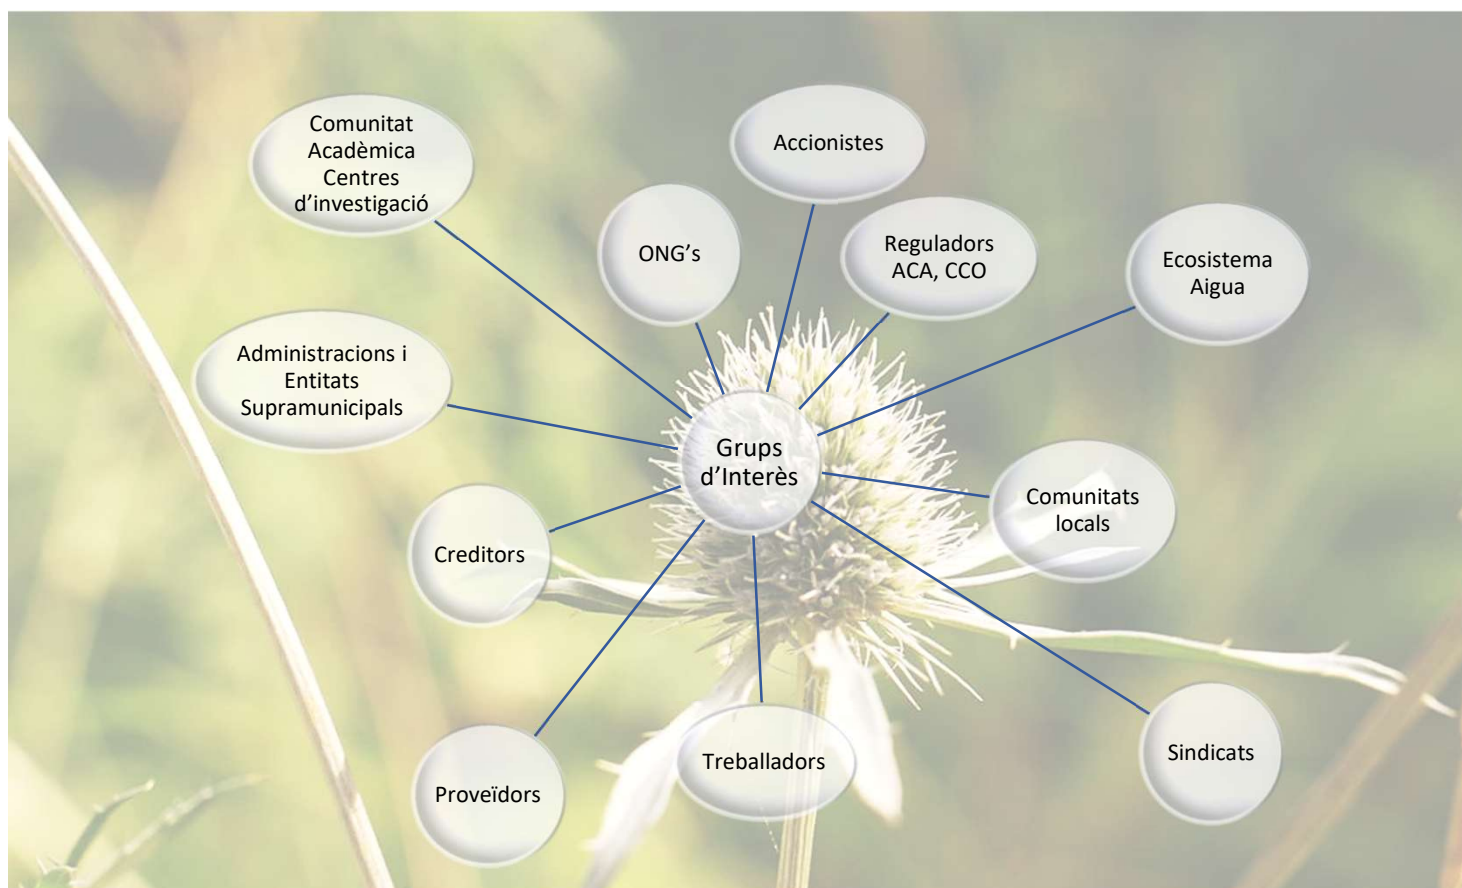 Comunitat
Acadèmica
Centres
d’investigació
Accionistes
ONG’s
Reguladors
ACA, CCO
Ecosistema
Aigua
Administracions i
Entitats
Supramunicipals
Grups
d’Interès
Comunitats
locals
Creditors
Proveïdors
Treballadors
Sindicats